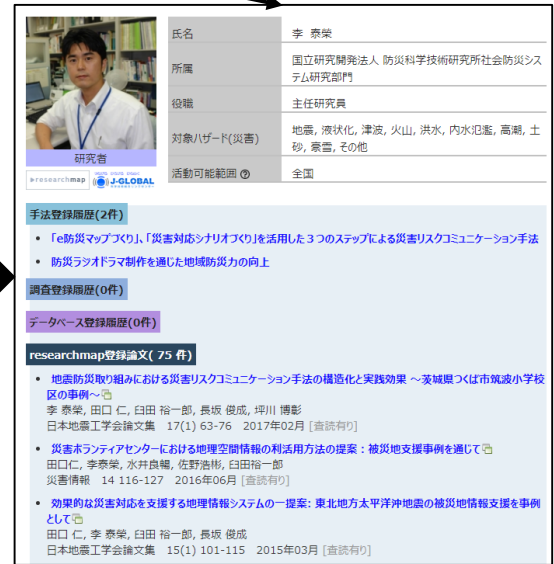 氏名 李 泰榮
所属 国立研究開発法人 防災科学技術研究所社会防災シス
テム研究部門
役職 主任研究員
対象ハザード(災害) 地震, 液状化, 津波, 火山, 洪水, 内水氾濫, 高潮, 土
砂, 豪雪, その他
研究者
researchmap J-GLOBAL
活動可能範囲 全国
手法登録履歴(2件)
• 「e防災マップづくり」、「災害対応シナリオづくり」を活用した３つのステップによる災害リスクコミュニケーション手法
• 防災ラジオドラマ制作を通じた地域防災力の向上
調査登録履歴(0件)
データベース登録履歴(0件)
researchmap登録論文( 75 件)
• 地震防災取り組みにおける災害リスクコミュニケーション手法の構造化と実践効果 ～茨城県つくば市筑波小学校
区の事例～
李 泰榮, 田口 仁, 臼田 裕一郎, 長坂 俊成, 坪川 博彰
日本地震工学会論文集 17(1) 63-76 2017年02月 [査読有り]
• 災害ボランティアセンターにおける地理空間情報の利活用方法の提案：被災地支援事例を通じて
田口仁, 李泰榮, 水井良暢, 佐野浩彬, 臼田裕一郎
災害情報 14 116-127 2016年06月 [査読有り]
• 効果的な災害対応を支援する地理情報システムの一提案: 東北地方太平洋沖地震の被災地情報支援を事例
として
田口 仁, 李 泰榮, 臼田 裕一郎, 長坂 俊成
日本地震工学会論文集 15(1) 101-115 2015年03月 [査読有り]